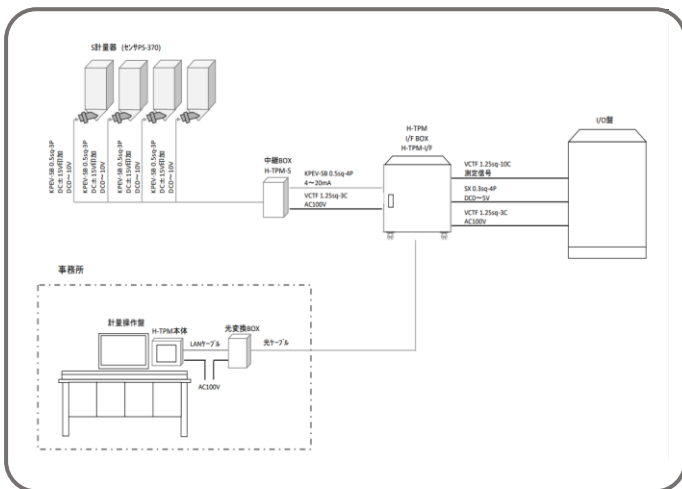 S計量器 (センサPS-370)
KPEV-SB 0.5sq-3P
DC±15V印加
DC0～10V
KPEV-SB 0.5sq-3P
DC±15V印加
DC0～10V
KPEV-SB 0.5sq-3P
DC±15V印加
DC0～10V
KPEV-SB 0.5sq-3P
DC±15V印加
DC0～10V
中継BOX
H-TPM-S
KPEV-SB 0.5sq-4P
4～20mA
VCTF 1.25sq-3C
AC100V
H-TPM
I/F BOX
H-TPM-I/F
VCTF 1.25sq-10C
測定信号
SX 0.3sq-4P
DC0～5V
VCTF 1.25sq-3C
AC100V
I/O盤
事務所
計量操作盤
H-TPM本体
LANケーブル
光変換BOX
光ケーブル
AC100V